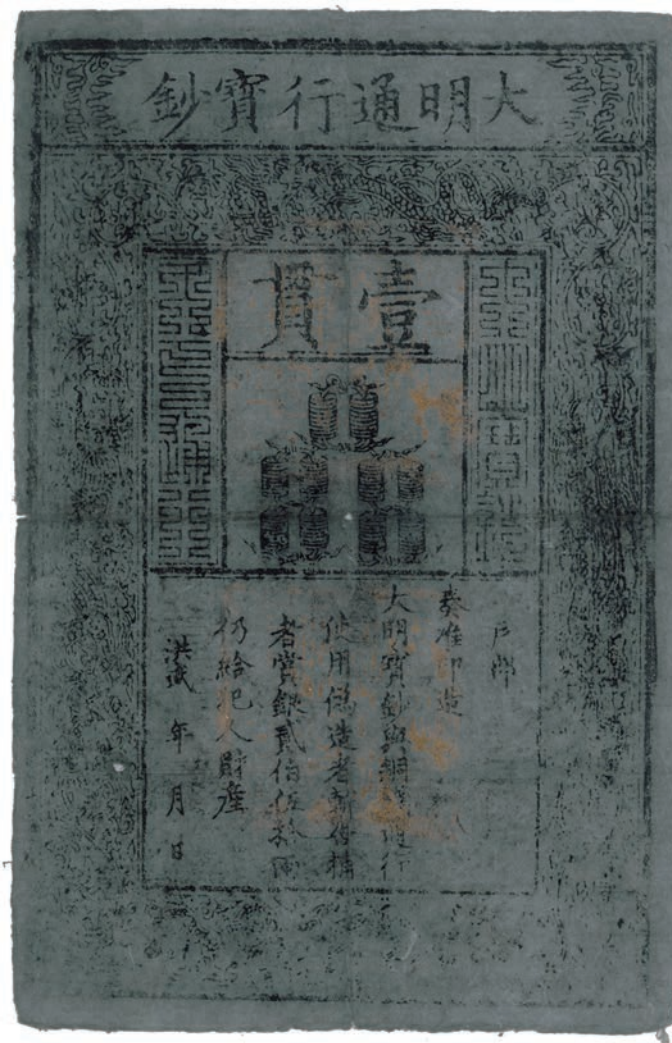 大明通行寶鈔
壹貫
戶部
奏准印造
大明寶鈔與銅錢通行
使用偽造者斬告捕
者賞銀貳伯伍拾兩
仍給犯人財產
洪武 年 月 日